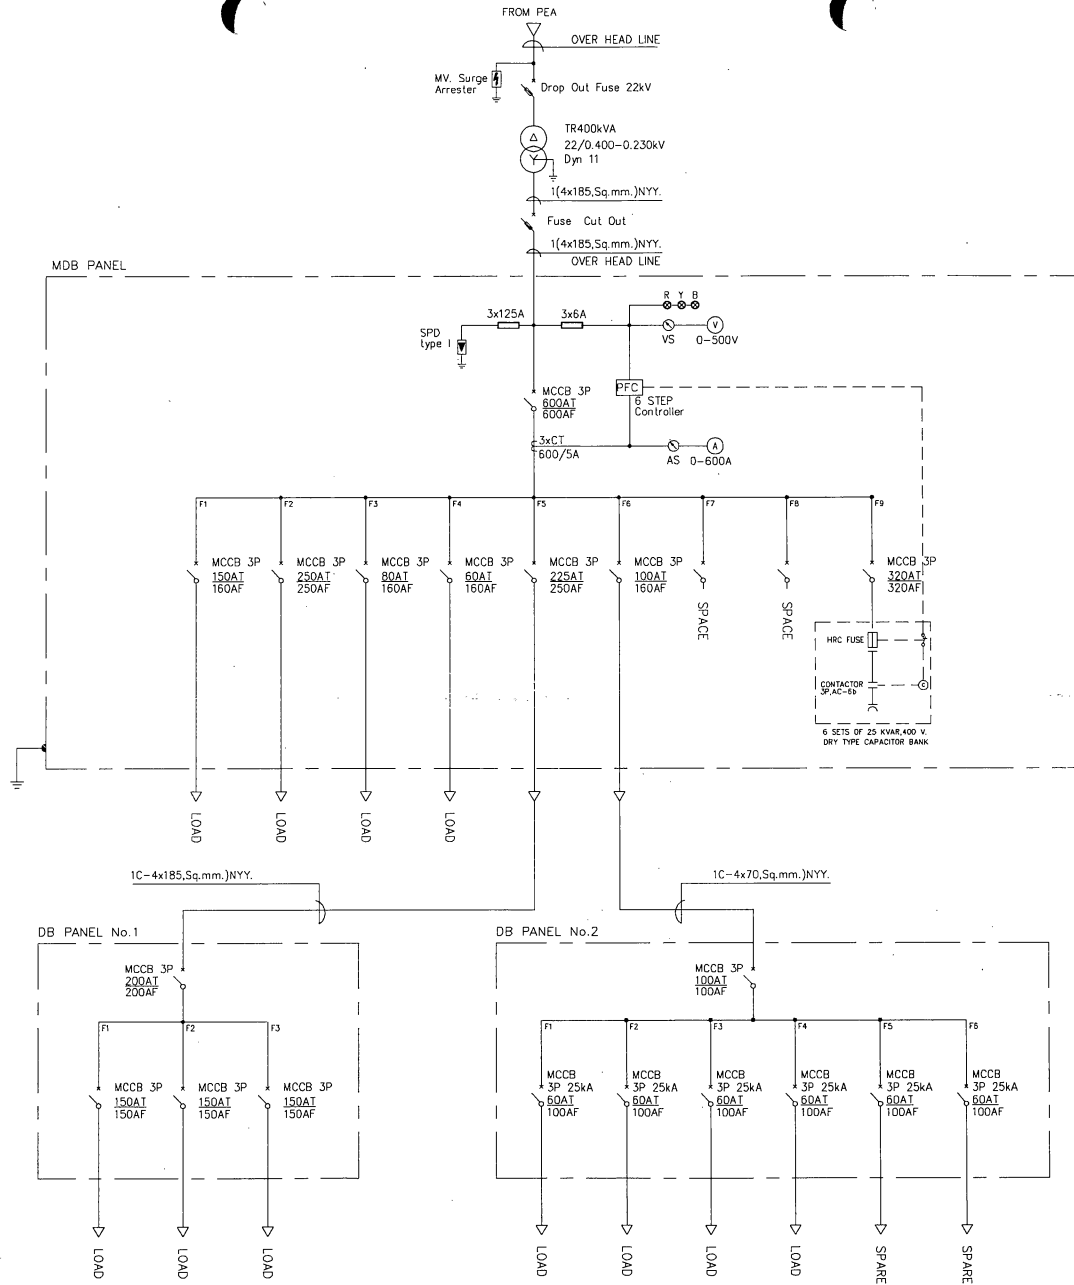 FROM PEA
OVER HEAD LINE
MV. Surge
Arrester
Drop Out Fuse 22kV
TR400kVA
22/0.400-0.230kV
Dyn 11
1(4x185,Sq.mm.)NYY.
Fuse Cut Out
1(4x185,Sq.mm.)NYY.
OVER HEAD LINE
MDB PANEL
R Y B
3x125A
3x6A
SPD
type I
VS
V
0-500V
MCCB 3P
600AT
600AF
PFC
6 STEP
Controller
3xCT
600/5A
AS
A
0-600A
F1
F2
F3
F4
F5
F6
F7
F8
F9
MCCB 3P
150AT
160AF
MCCB 3P
250AT
250AF
MCCB 3P
80AT
160AF
MCCB 3P
60AT
160AF
MCCB 3P
225AT
250AF
MCCB 3P
100AT
160AF
SPACE
SPACE
MCCB 3P
320AT
320AF
HRC FUSE
CONTACTOR
3P,AC-6b
C
6 SETS OF 25 KVAR,400 V.
DRY TYPE CAPACITOR BANK
LOAD
LOAD
LOAD
LOAD
1C-4x185,Sq.mm.)NYY.
1C-4x70,Sq.mm.)NYY.
DB PANEL No.1
MCCB 3P
200AT
200AF
F1
F2
F3
MCCB 3P
150AT
150AF
MCCB 3P
150AT
150AF
MCCB 3P
150AT
150AF
LOAD
LOAD
LOAD
DB PANEL No.2
MCCB 3P
100AT
100AF
F1
F2
F3
F4
F5
F6
MCCB
3P 25kA
60AT
100AF
MCCB
3P 25kA
60AT
100AF
MCCB
3P 25kA
60AT
100AF
MCCB
3P 25kA
60AT
100AF
MCCB
3P 25kA
60AT
100AF
MCCB
3P 25kA
60AT
100AF
LOAD
LOAD
LOAD
LOAD
SPARE
SPARE